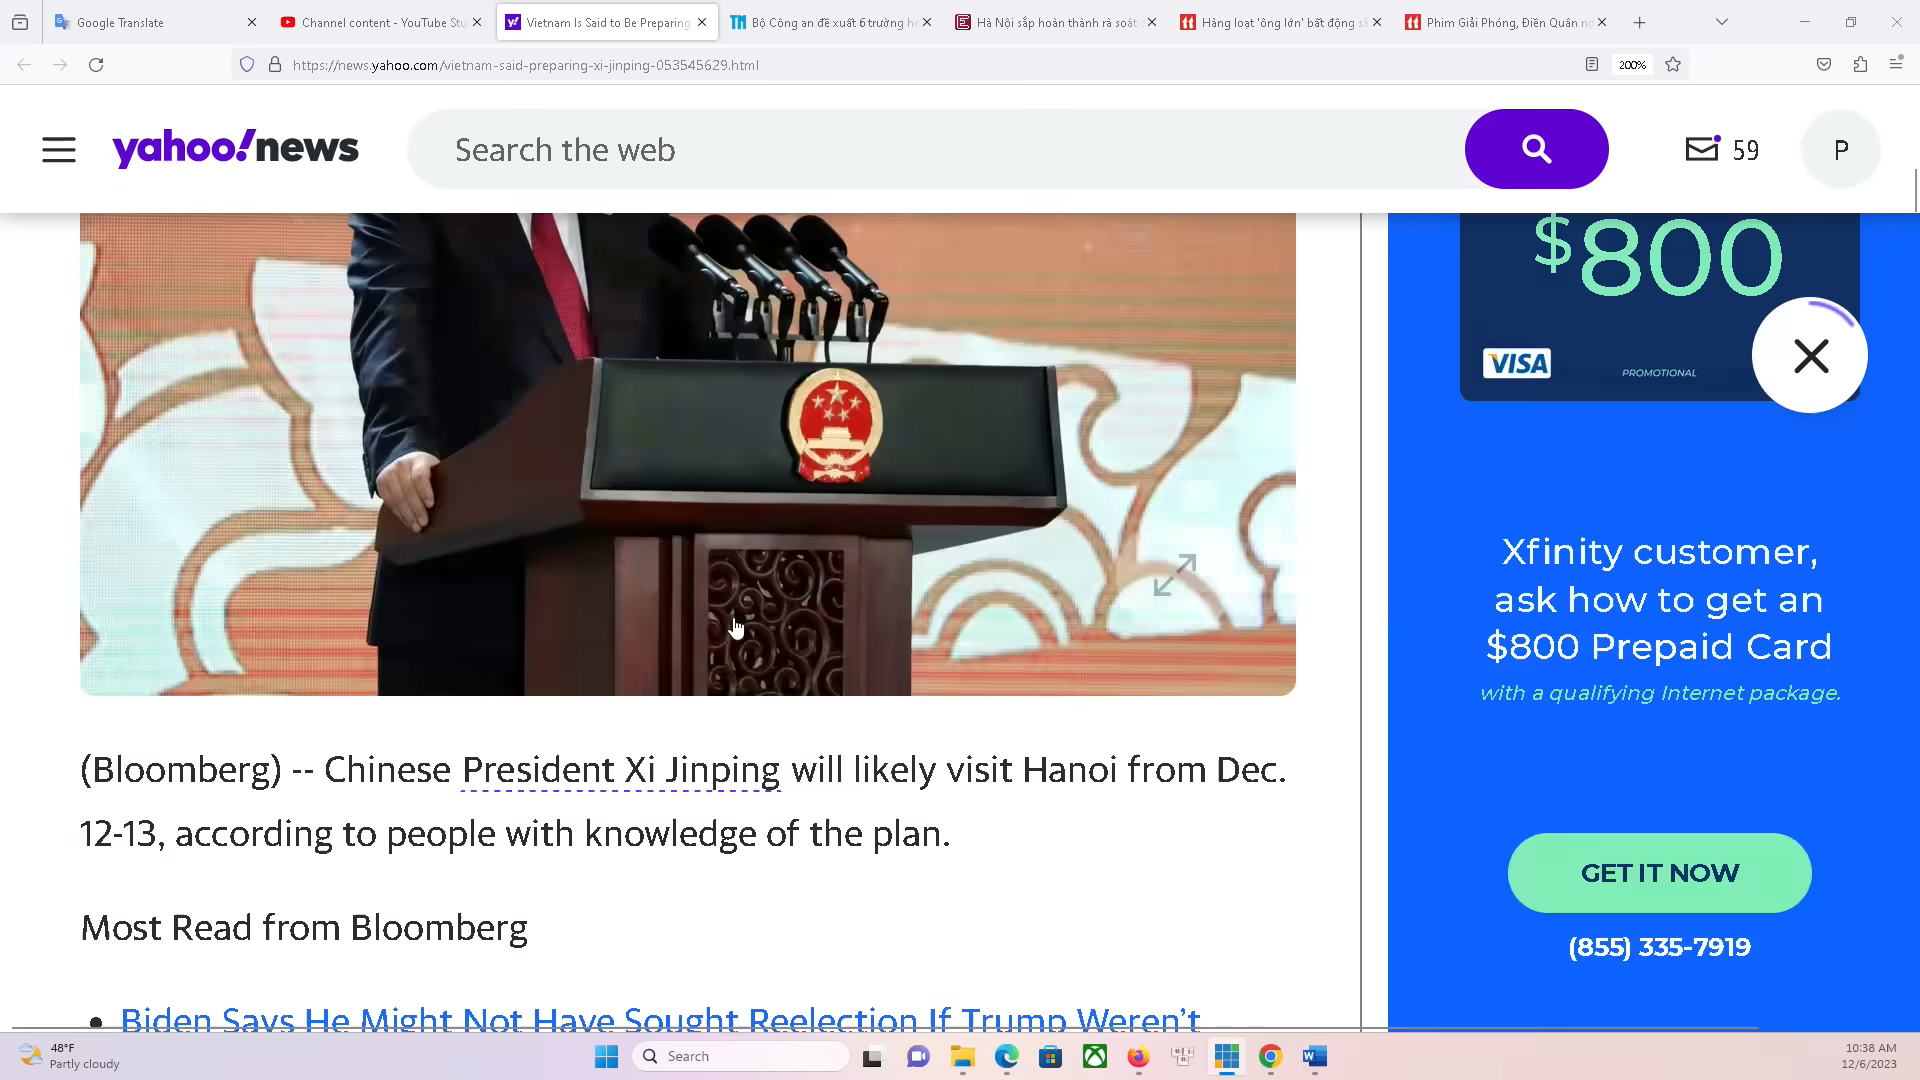 Google Translate
Channel content - YouTube Stu
Vietnam Is Said to Be Preparing
Bộ Công an đề xuất 6 trường h
Hà Nội sắp hoàn thành rà soát
Hàng loạt 'ông lớn' bất động s
Phim Giải Phóng, Điền Quân n
https://news.yahoo.com/vietnam-said-preparing-xi-jinping-053545629.html
200%
yahoo!news
Search the web
59
P
$800
VISA
PROMOTIONAL
Xfinity customer,
ask how to get an
$800 Prepaid Card
with a qualifying Internet package.
GET IT NOW
(855) 335-7919
(Bloomberg) -- Chinese President Xi Jinping will likely visit Hanoi from Dec.
12-13, according to people with knowledge of the plan.
Most Read from Bloomberg
Biden Says He Might Not Have Sought Reelection If Trump Weren't
48°F
Partly cloudy
Search
10:38 AM
12/6/2023